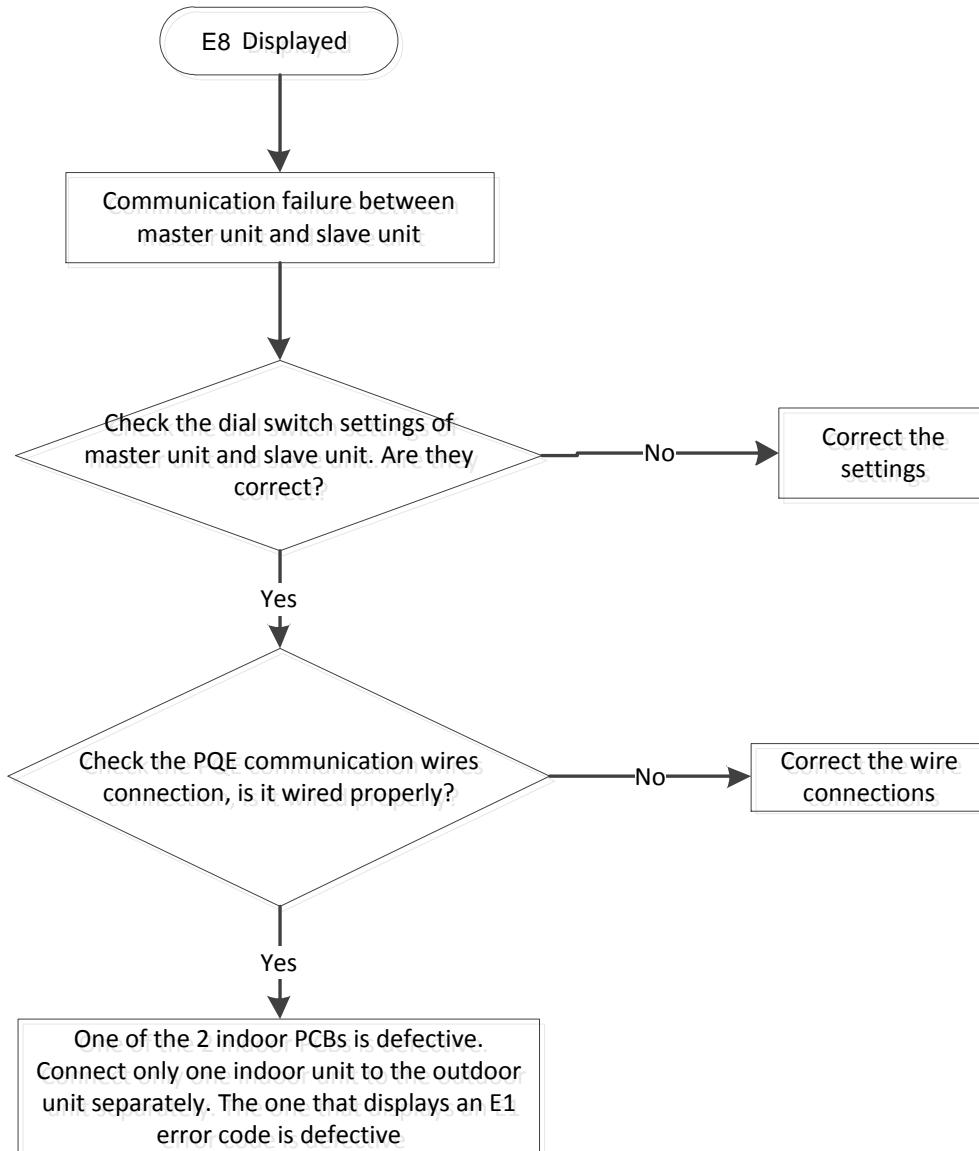 E8 Displayed
Communication failure between
master unit and slave unit
Check the dial switch settings of
master unit and slave unit. Are they
correct?
No
Correct the
settings
Yes
Check the PQE communication wires
connection, is it wired properly?
No
Correct the wire
connections
Yes
One of the 2 indoor PCBs is defective.
Connect only one indoor unit to the outdoor
unit separately. The one that displays an E1
error code is defective